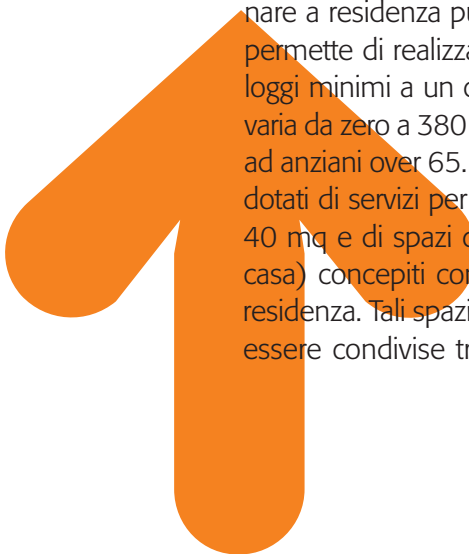 nare a residenza pu
permette di realizza
loggi minimi a un c
varia da zero a 380
ad anziani over 65.
dotati di servizi per
40 mq e di spazi c
casa) concepiti cor
residenza. Tali spazi
essere condivise tr